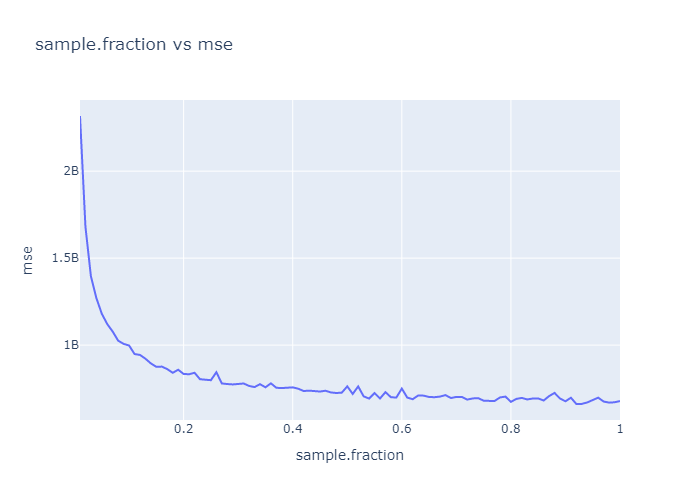 sample.fraction vs mse
2B
1.5B
1B
mse
0.2
0.4
0.6
0.8
1
sample.fraction